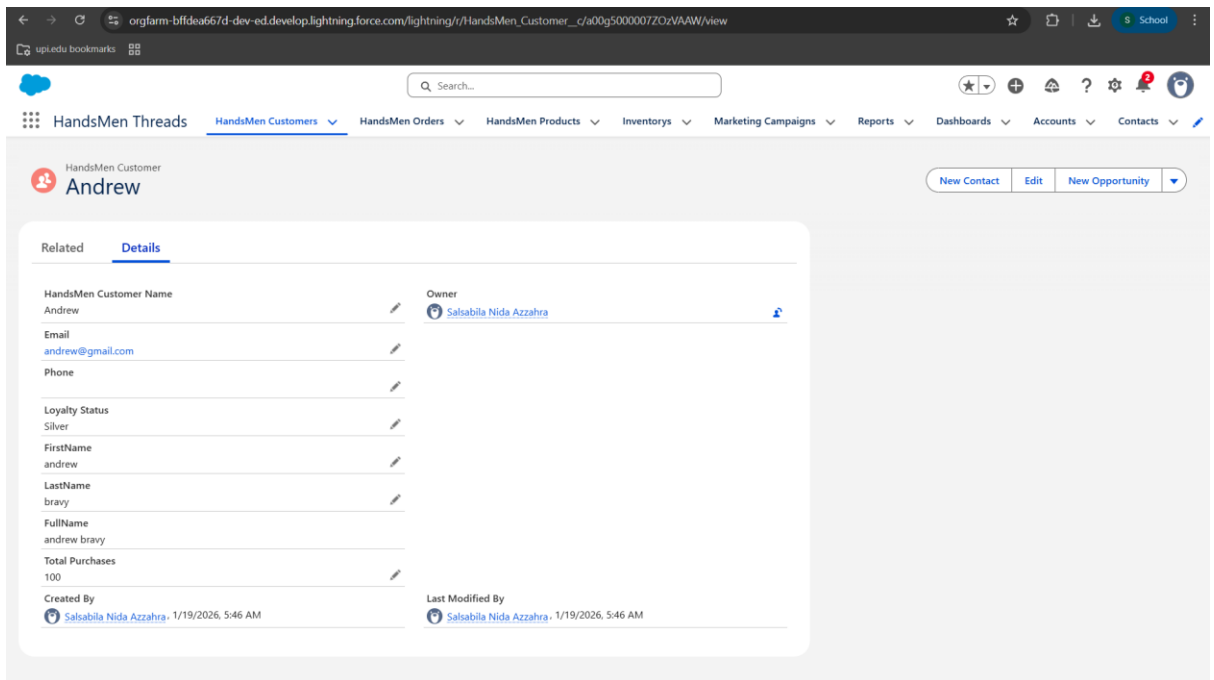 orgfarm-bffdea667d-dev-ed.develop.lightning.force.com/lightning/r/HandsMen_Customer__c/a00g5000007ZOzVAAW/view
S School
upi.edu bookmarks
Search...
2
HandsMen Threads HandsMen Customers HandsMen Orders HandsMen Products Inventorys Marketing Campaigns Reports Dashboards Accounts Contacts
HandsMen Customer
Andrew
New Contact Edit New Opportunity
Related Details
HandsMen Customer Name Owner
Andrew Salsabila Nida Azzahra
Email
andrew@gmail.com
Phone
Loyalty Status
Silver
FirstName
andrew
LastName
bravy
FullName
andrew bravy
Total Purchases
100
Created By Last Modified By
Salsabila Nida Azzahra, 1/19/2026, 5:46 AM Salsabila Nida Azzahra, 1/19/2026, 5:46 AM